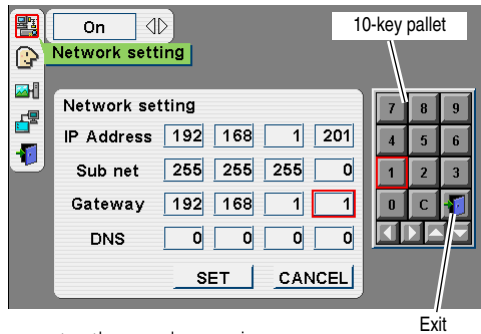 On
10-key pallet
Network setting
Network setting
IP Address 192 168 1 201
Sub net 255 255 255 0
Gateway 192 168 1 1
DNS 0 0 0 0
SET CANCEL
7 8 9
4 5 6
1 2 3
0 C
Exit